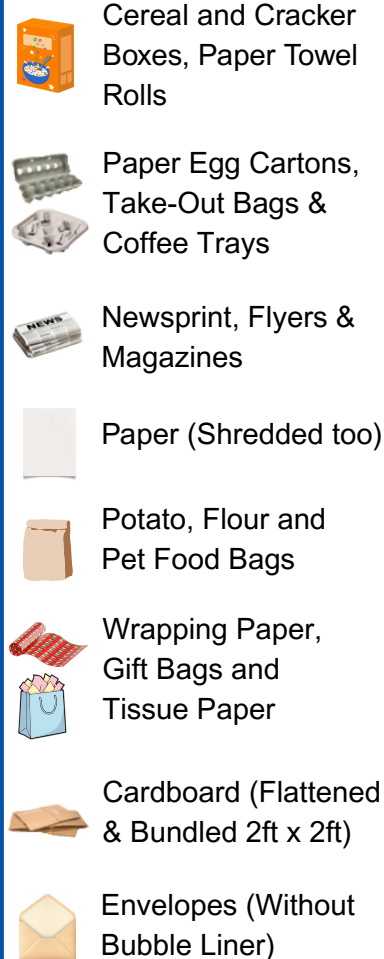 Cereal and Cracker
Boxes, Paper Towel
Rolls
Paper Egg Cartons,
Take-Out Bags &
Coffee Trays
NEWS
Newsprint, Flyers &
Magazines
Paper (Shredded too)
Potato, Flour and
Pet Food Bags
Wrapping Paper,
Gift Bags and
Tissue Paper
Cardboard (Flattened
& Bundled 2ft x 2ft)
Envelopes (Without
Bubble Liner)